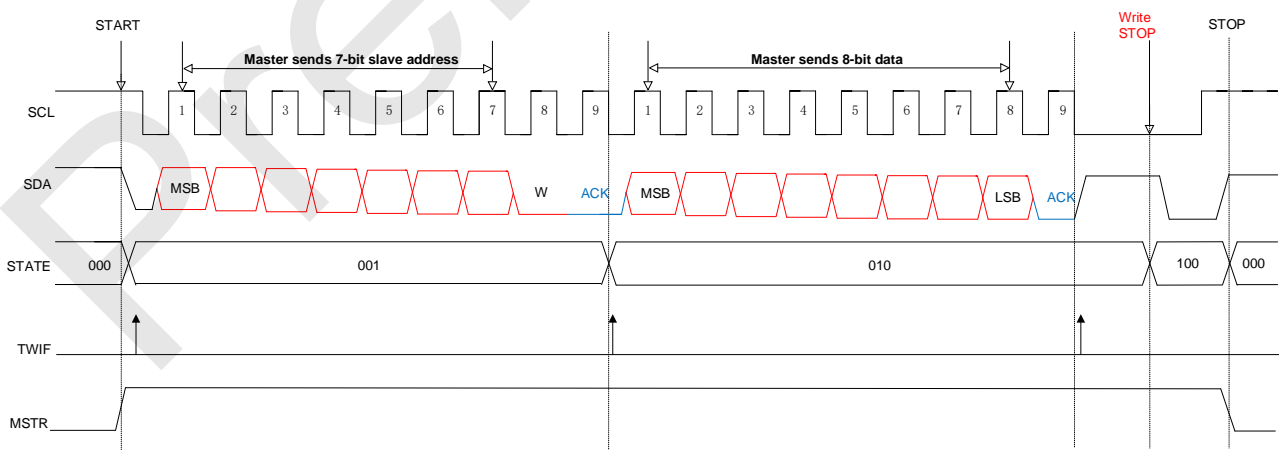 START
Write
STOP
STOP
Master sends 7-bit slave address
Master sends 8-bit data
SCL 1 2 3 4 5 6 7 8 9 1 2 3 4 5 6 7 8 9
SDA MSB W ACK MSB LSB ACK
STATE 000 001 010 100 000
TWIF
MSTR
Pre